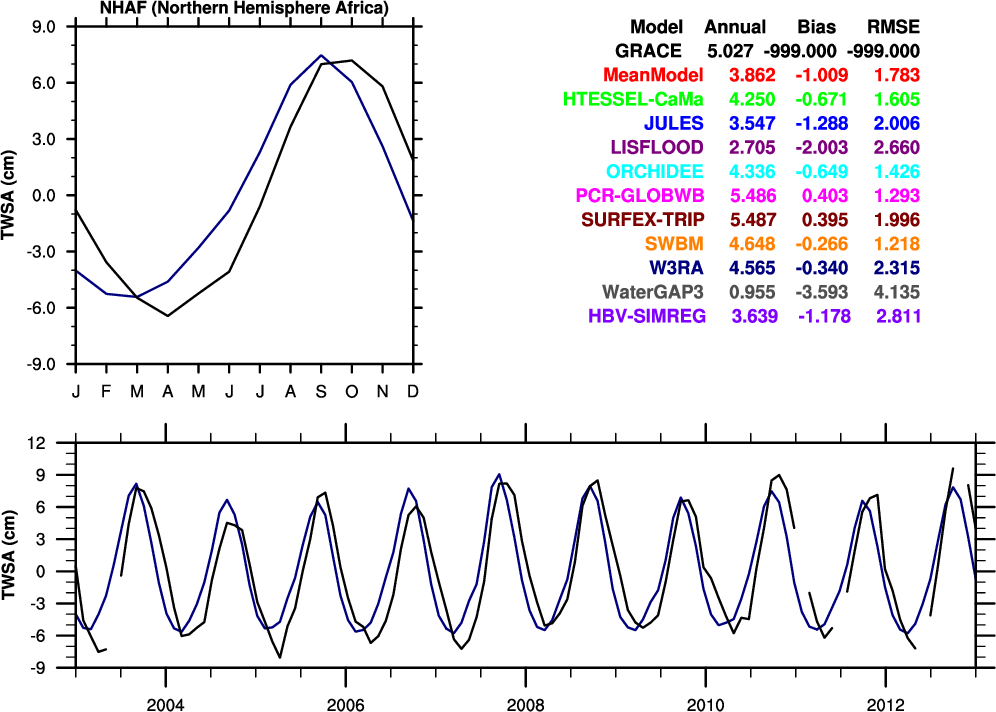 NHAF (Northern Hemisphere Africa)
9.0
6.0
3.0
0.0
-3.0
-6.0
-9.0
TWSA (cm)
J F M A M J J A S O N D
Model Annual Bias RMSE
GRACE 5.027 -999.000 -999.000
MeanModel 3.862 -1.009 1.783
HTESSEL-CaMa 4.250 -0.671 1.605
JULES 3.547 -1.288 2.006
LISFLOOD 2.705 -2.003 2.660
ORCHIDEE 4.336 -0.649 1.426
PCR-GLOBWB 5.486 0.403 1.293
SURFEX-TRIP 5.487 0.395 1.996
SWBM 4.648 -0.266 1.218
W3RA 4.565 -0.340 2.315
WaterGAP3 0.955 -3.593 4.135
HBV-SIMREG 3.639 -1.178 2.811
12
9
6
3
0
-3
-6
-9
TWSA (cm)
2004 2006 2008 2010 2012